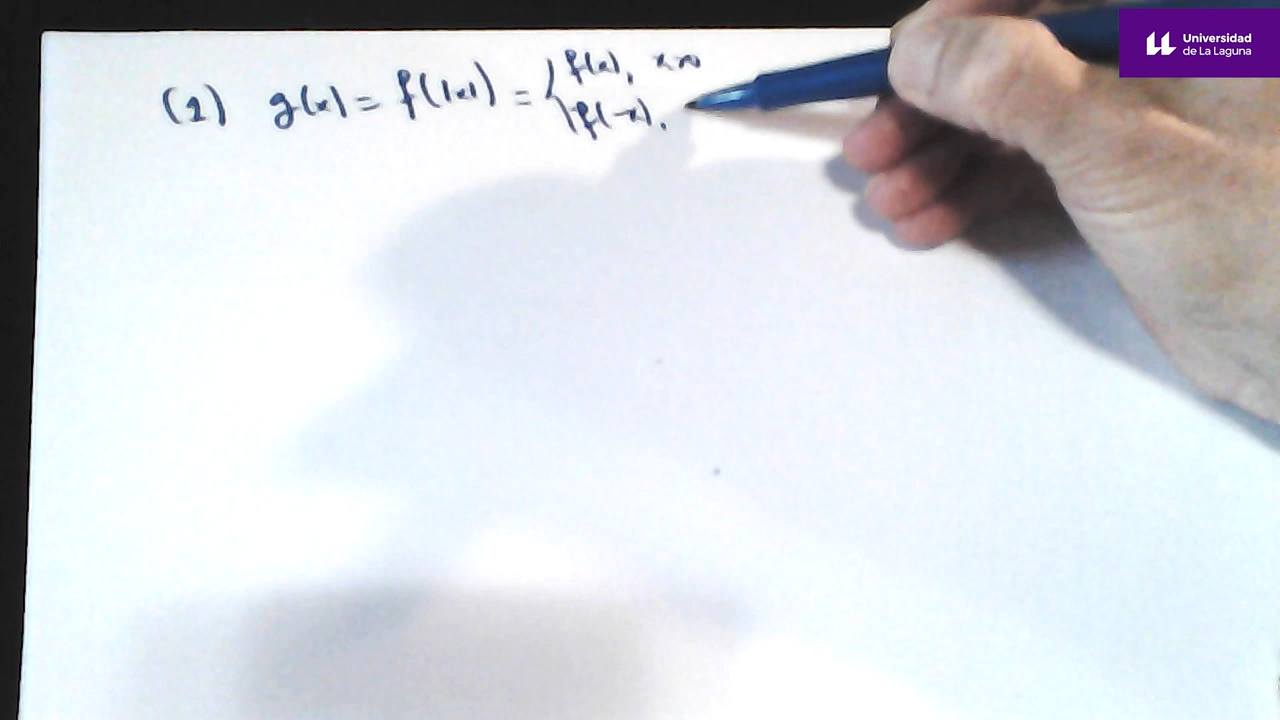 (2) g(x) = f(|x|) = { f(x), x>0
f(-x).
Universidad
de La Laguna